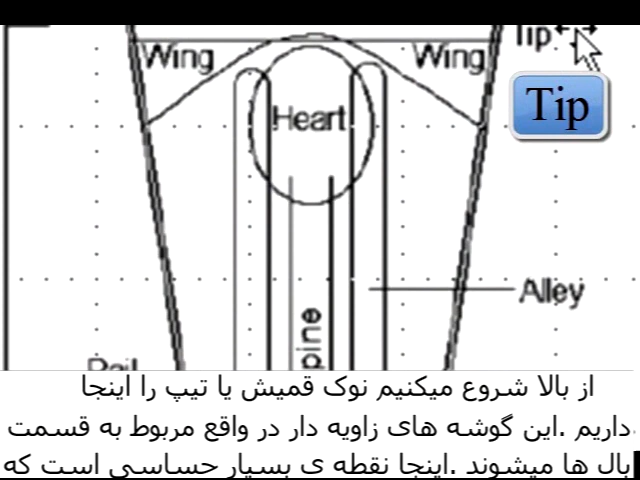 Tip
Wing
Wing
Tip
Heart
Alley
pine
Rail
از بالا شروع میکنیم نوک قمیش یا تیپ را اینجا
داریم .این گوشه های زاویه دار در واقع مربوط به قسمت
بال ها میشوند .اینجا نقطه ی بسیار حساسی است که